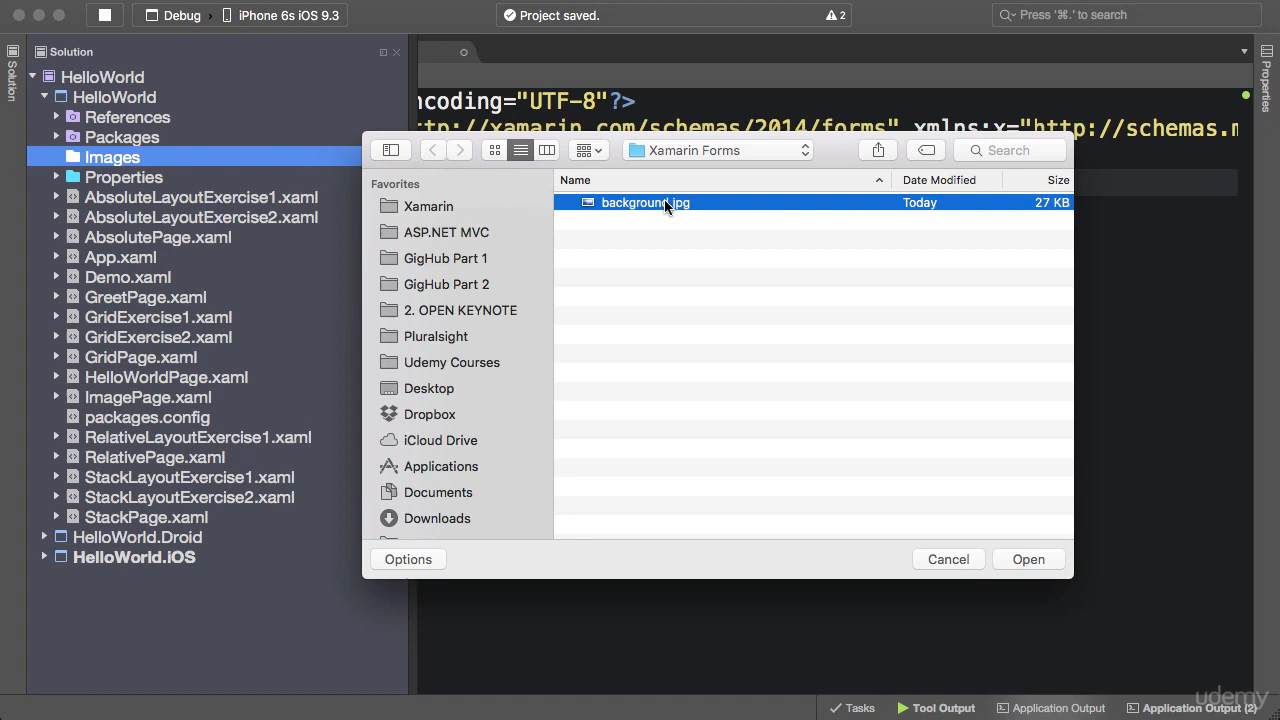 Debug
iPhone 6s iOS 9.3
Project saved.
2
Press ‘⌘.’ to search
Solution
Solution
Properties
HelloWorld
HelloWorld
References
Packages
Images
Properties
AbsoluteLayoutExercise1.xaml
AbsoluteLayoutExercise2.xaml
AbsolutePage.xaml
App.xaml
Demo.xaml
GreetPage.xaml
GridExercise1.xaml
GridExercise2.xaml
GridPage.xaml
HelloWorldPage.xaml
ImagePage.xaml
packages.config
RelativeLayoutExercise1.xaml
RelativePage.xaml
StackLayoutExercise1.xaml
StackLayoutExercise2.xaml
StackPage.xaml
HelloWorld.Droid
HelloWorld.iOS
ncoding="UTF-8"?>
tp://xamarin.com/schemas/2014/forms" xmlns:x="http://schemas.m
Xamarin Forms
Search
Favorites
Xamarin
ASP.NET MVC
GigHub Part 1
GigHub Part 2
2. OPEN KEYNOTE
Pluralsight
Udemy Courses
Desktop
Dropbox
iCloud Drive
Applications
Documents
Downloads
Name
Date Modified
Size
background.jpg
Today
27 KB
Options
Cancel
Open
Tasks
Tool Output
Application Output
Application Output (2)
udemy